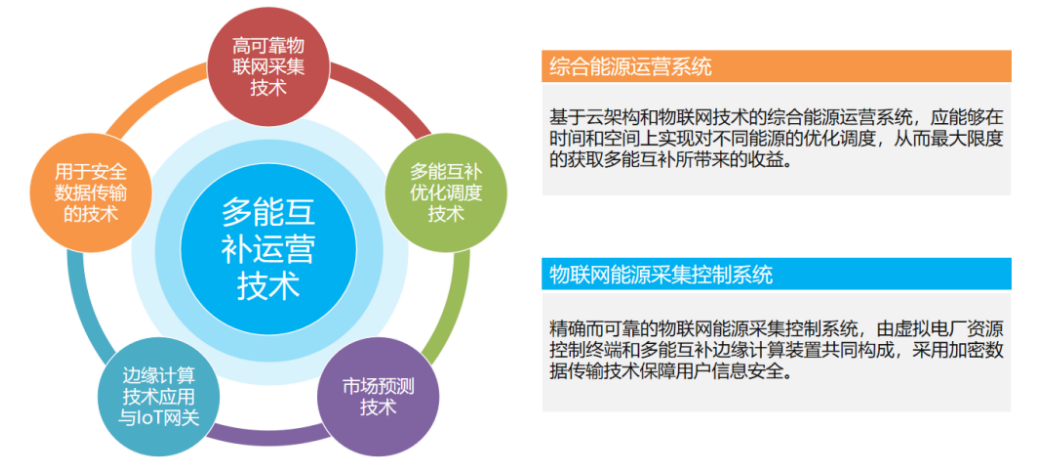 高可靠物
联网采集
技术
用于安全
数据传输
的技术
多能互补
优化调度
技术
多能互
补运营
技术
边缘计算
技术应用
与IoT网关
市场预测
技术
综合能源运营系统
基于云架构和物联网技术的综合能源运营系统，应能够在
时间和空间上实现对不同能源的优化调度，从而最大限度
的获取多能互补所带来的收益。
物联网能源采集控制系统
精确而可靠的物联网能源采集控制系统，由虚拟电厂资源
控制终端和多能互补边缘计算装置共同构成，采用加密数
据传输技术保障用户信息安全。